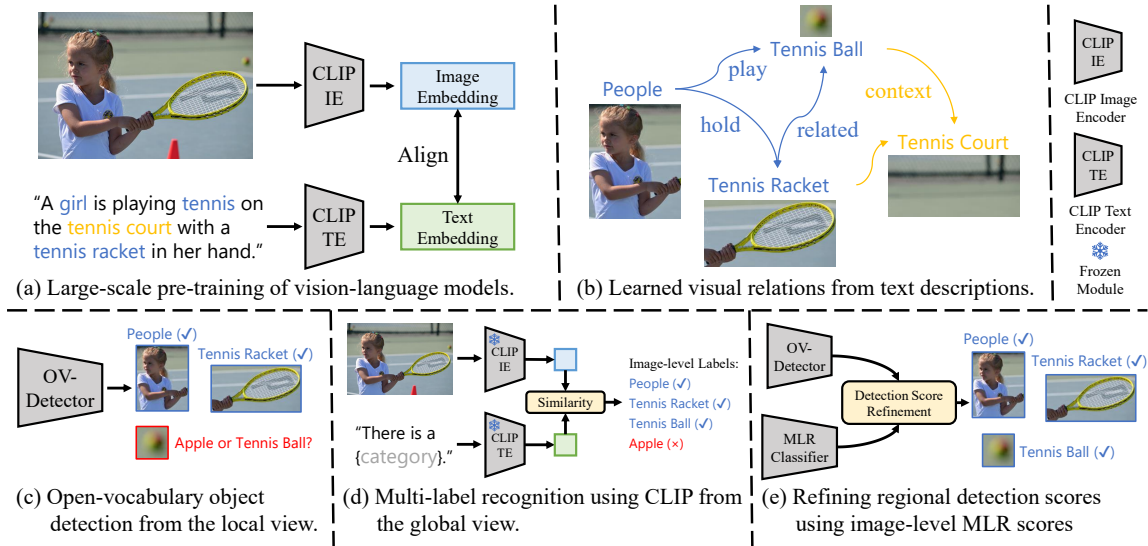 CLIP
IE
Image
Embedding
Align
"A girl is playing tennis on
the tennis court with a
tennis racket in her hand."
CLIP
TE
Text
Embedding
(a) Large-scale pre-training of vision-language models.
Tennis Ball
People
play
hold
related
context
Tennis Court
Tennis Racket
(b) Learned visual relations from text descriptions.
CLIP
IE
CLIP Image
Encoder
CLIP
TE
CLIP Text
Encoder
Frozen
Module
OV-
Detector
People (✓)
Tennis Racket (✓)
Apple or Tennis Ball?
(c) Open-vocabulary object
detection from the local view.
CLIP
IE
Similarity
"There is a
{category}."
CLIP
TE
Image-level Labels:
People (✓)
Tennis Racket (✓)
Tennis Ball (✓)
Apple (×)
(d) Multi-label recognition using CLIP from
the global view.
OV-
Detector
MLR
Classifier
Detection Score
Refinement
People (✓)
Tennis Racket (✓)
Tennis Ball (✓)
(e) Refining regional detection scores
using image-level MLR scores